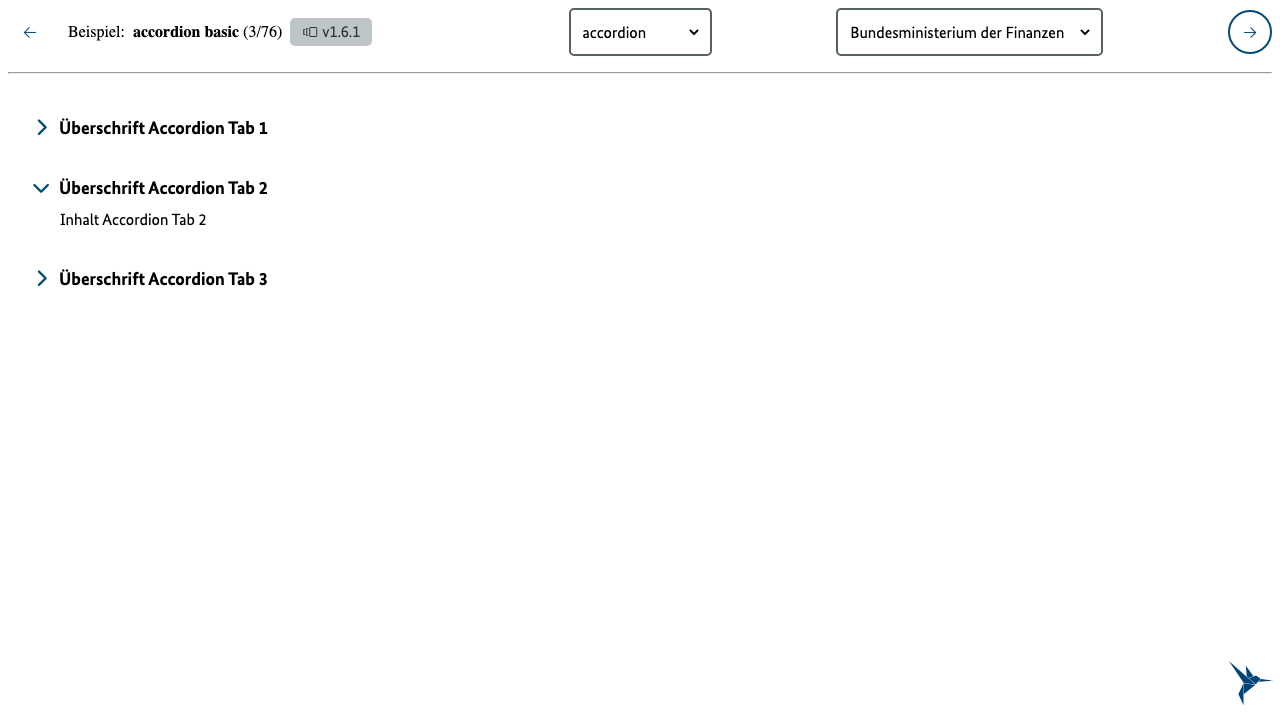 Beispiel: accordion basic (3/76) v1.6.1 accordion Bundesministerium der Finanzen
Überschrift Accordion Tab 1
Überschrift Accordion Tab 2
Inhalt Accordion Tab 2
Überschrift Accordion Tab 3